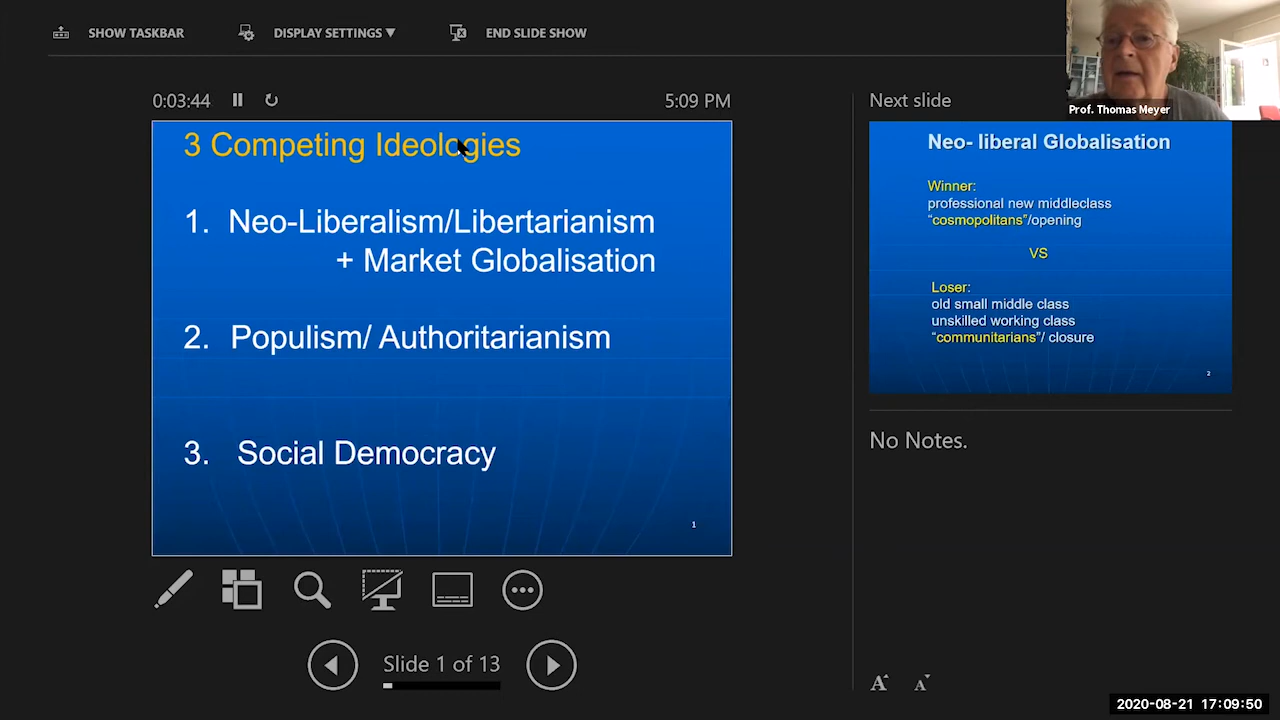 SHOW TASKBAR
DISPLAY SETTINGS ▼
END SLIDE SHOW
Prof. Thomas Meyer
0:03:44
5:09 PM
3 Competing Ideologies
1. Neo-Liberalism/Libertarianism
+ Market Globalisation
2. Populism/ Authoritarianism
3. Social Democracy
1
Slide 1 of 13
Next slide
Neo- liberal Globalisation
Winner:
professional new middleclass
“cosmopolitans”/opening
VS
Loser:
old small middle class
unskilled working class
“communitarians”/ closure
2
No Notes.
A A
2020-08-21 17:09:50